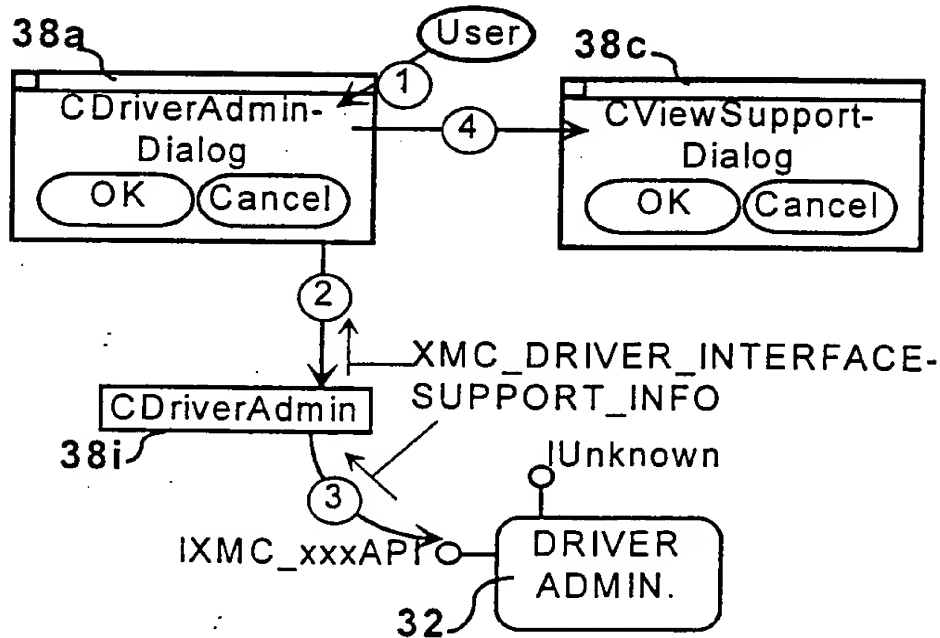 38a
User
38c
1
CDriverAdmin-
Dialog
OK
Cancel
4
CViewSupport-
Dialog
OK
Cancel
2
XMC_DRIVER_INTERFACE-
SUPPORT_INFO
CDriverAdmin
38i
3
IUnknown
IXMC_xxxAPI
DRIVER
ADMIN.
32